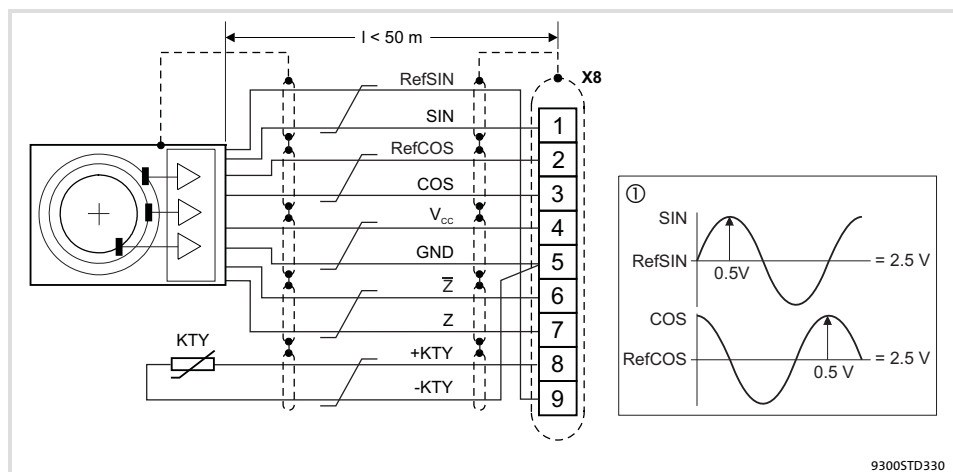 l < 50 m
X8
RefSIN
SIN
RefCOS
COS
Vcc
GND
Z̅
Z
KTY
+KTY
-KTY
1
2
3
4
5
6
7
8
9
①
SIN
RefSIN
0.5V
= 2.5 V
COS
RefCOS
0.5 V
= 2.5 V
9300STD330